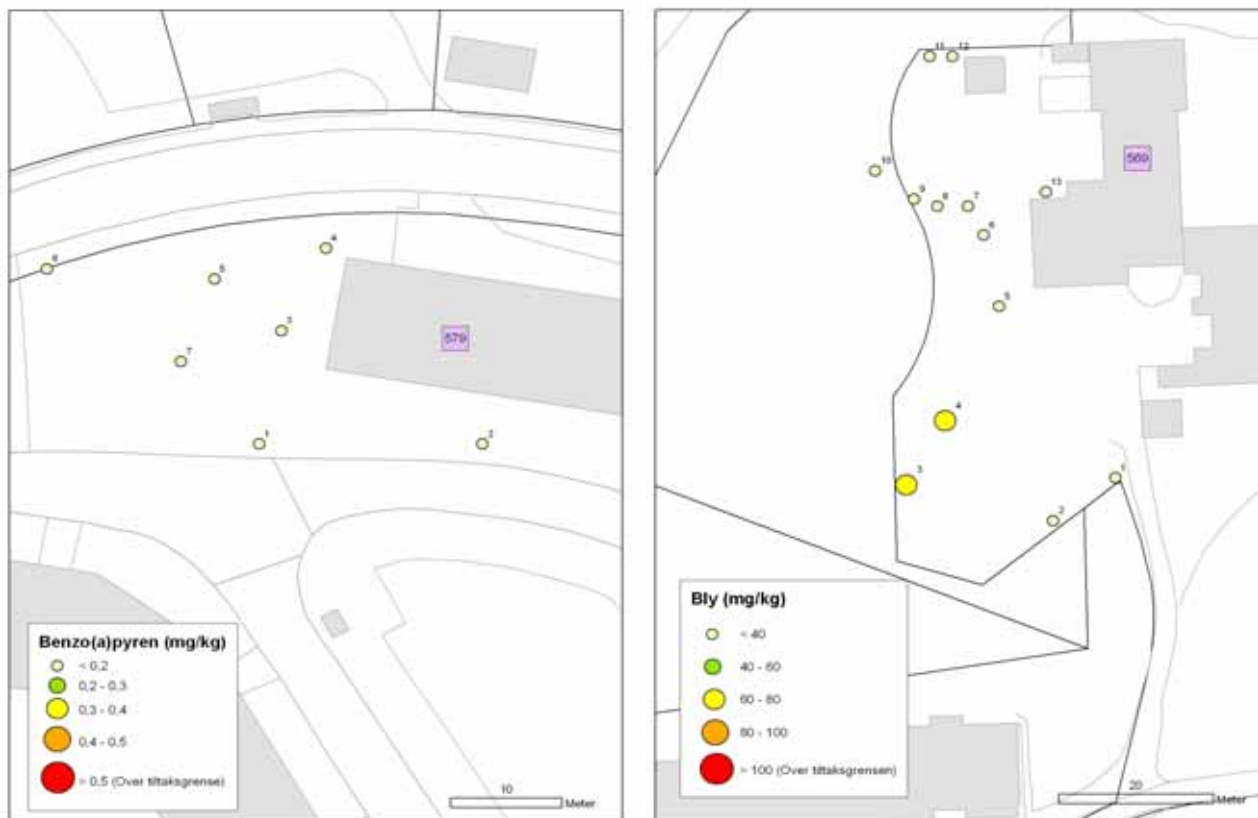 4
6
5
3
579
7
1
2
Benzo(a)pyren (mg/kg)
< 0,2
0,2 - 0,3
0,3 - 0,4
0,4 - 0,5
> 0.5 (Over tiltaksgrense)
10
Meter
11 12
569
10
13
9 8 7
6
5
4
3
1
2
Bly (mg/kg)
< 40
40 - 60
60 - 80
80 - 100
> 100 (Over tiltaksgrensen)
20
Meter